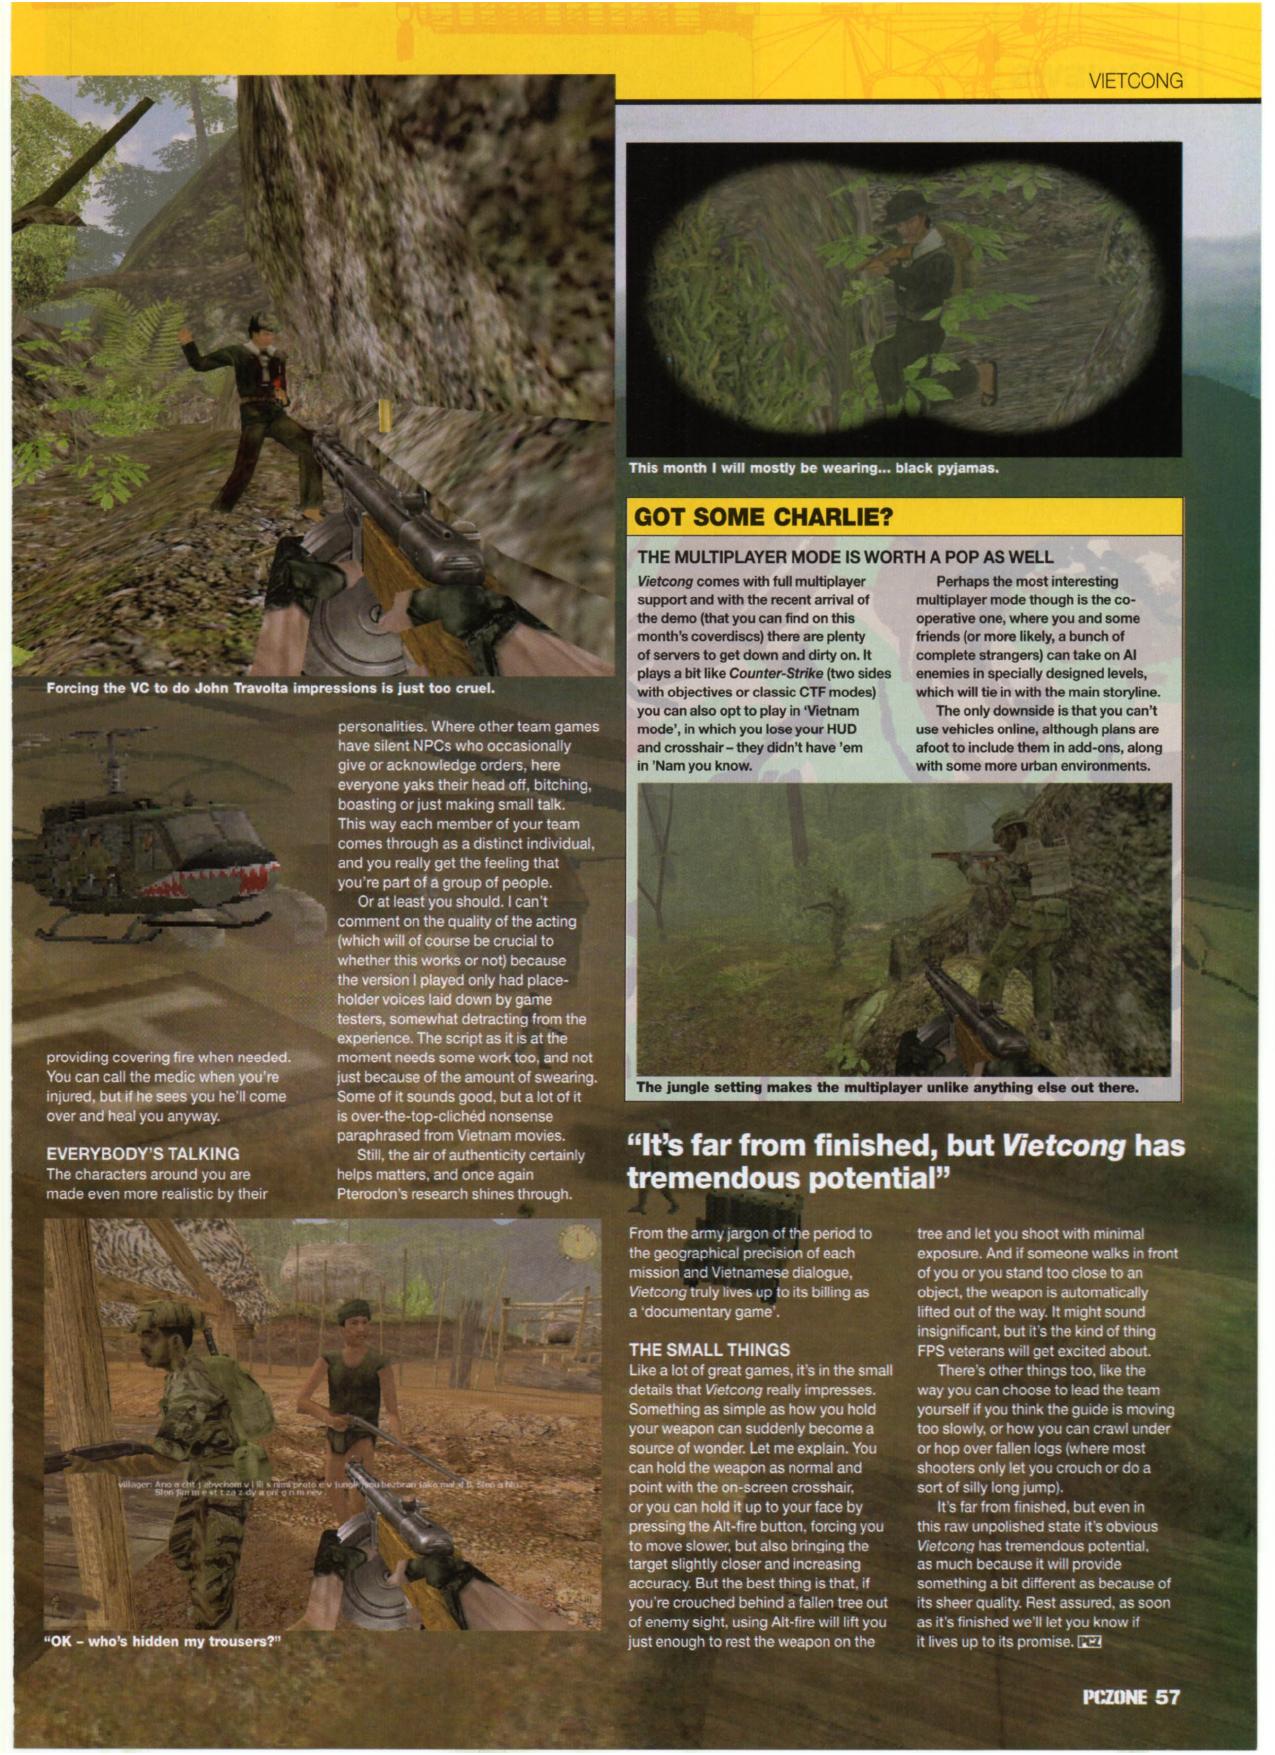 VIETCONG
Forcing the VC to do John Travolta impressions is just too cruel.
This month I will mostly be wearing... black pyjamas.
providing covering fire when needed.
You can call the medic when you're
injured, but if he sees you he'll come
over and heal you anyway.
EVERYBODY'S TALKING
The characters around you are
made even more realistic by their
personalities. Where other team games
have silent NPCs who occasionally
give or acknowledge orders, here
everyone yaks their head off, bitching,
boasting or just making small talk.
This way each member of your team
comes through as a distinct individual,
and you really get the feeling that
you're part of a group of people.
Or at least you should. I can't
comment on the quality of the acting
(which will of course be crucial to
whether this works or not) because
the version I played only had place-
holder voices laid down by game
testers, somewhat detracting from the
experience. The script as it is at the
moment needs some work too, and not
just because of the amount of swearing.
Some of it sounds good, but a lot of it
is over-the-top-clichéd nonsense
paraphrased from Vietnam movies.
Still, the air of authenticity certainly
helps matters, and once again
Pterodon's research shines through.
"OK – who's hidden my trousers?"
GOT SOME CHARLIE?
THE MULTIPLAYER MODE IS WORTH A POP AS WELL
Vietcong comes with full multiplayer
support and with the recent arrival of
the demo (that you can find on this
month's coverdiscs) there are plenty
of servers to get down and dirty on. It
plays a bit like Counter-Strike (two sides
with objectives or classic CTF modes)
you can also opt to play in 'Vietnam
mode', in which you lose your HUD
and crosshair – they didn't have 'em
in 'Nam you know.
Perhaps the most interesting
multiplayer mode though is the co-
operative one, where you and some
friends (or more likely, a bunch of
complete strangers) can take on AI
enemies in specially designed levels,
which will tie in with the main storyline.
The only downside is that you can't
use vehicles online, although plans are
afoot to include them in add-ons, along
with some more urban environments.
The jungle setting makes the multiplayer unlike anything else out there.
"It's far from finished, but Vietcong has
tremendous potential"
From the army jargon of the period to
the geographical precision of each
mission and Vietnamese dialogue,
Vietcong truly lives up to its billing as
a 'documentary game'.
THE SMALL THINGS
Like a lot of great games, it's in the small
details that Vietcong really impresses.
Something as simple as how you hold
your weapon can suddenly become a
source of wonder. Let me explain. You
can hold the weapon as normal and
point with the on-screen crosshair,
or you can hold it up to your face by
pressing the Alt-fire button, forcing you
to move slower, but also bringing the
target slightly closer and increasing
accuracy. But the best thing is that, if
you're crouched behind a fallen tree out
of enemy sight, using Alt-fire will lift you
just enough to rest the weapon on the
tree and let you shoot with minimal
exposure. And if someone walks in front
of you or you stand too close to an
object, the weapon is automatically
lifted out of the way. It might sound
insignificant, but it's the kind of thing
FPS veterans will get excited about.
There's other things too, like the
way you can choose to lead the team
yourself if you think the guide is moving
too slowly, or how you can crawl under
or hop over fallen logs (where most
shooters only let you crouch or do a
sort of silly long jump).
It's far from finished, but even in
this raw unpolished state it's obvious
Vietcong has tremendous potential,
as much because it will provide
something a bit different as because of
its sheer quality. Rest assured, as soon
as it's finished we'll let you know if
it lives up to its promise. PCZ
PCZONE 57